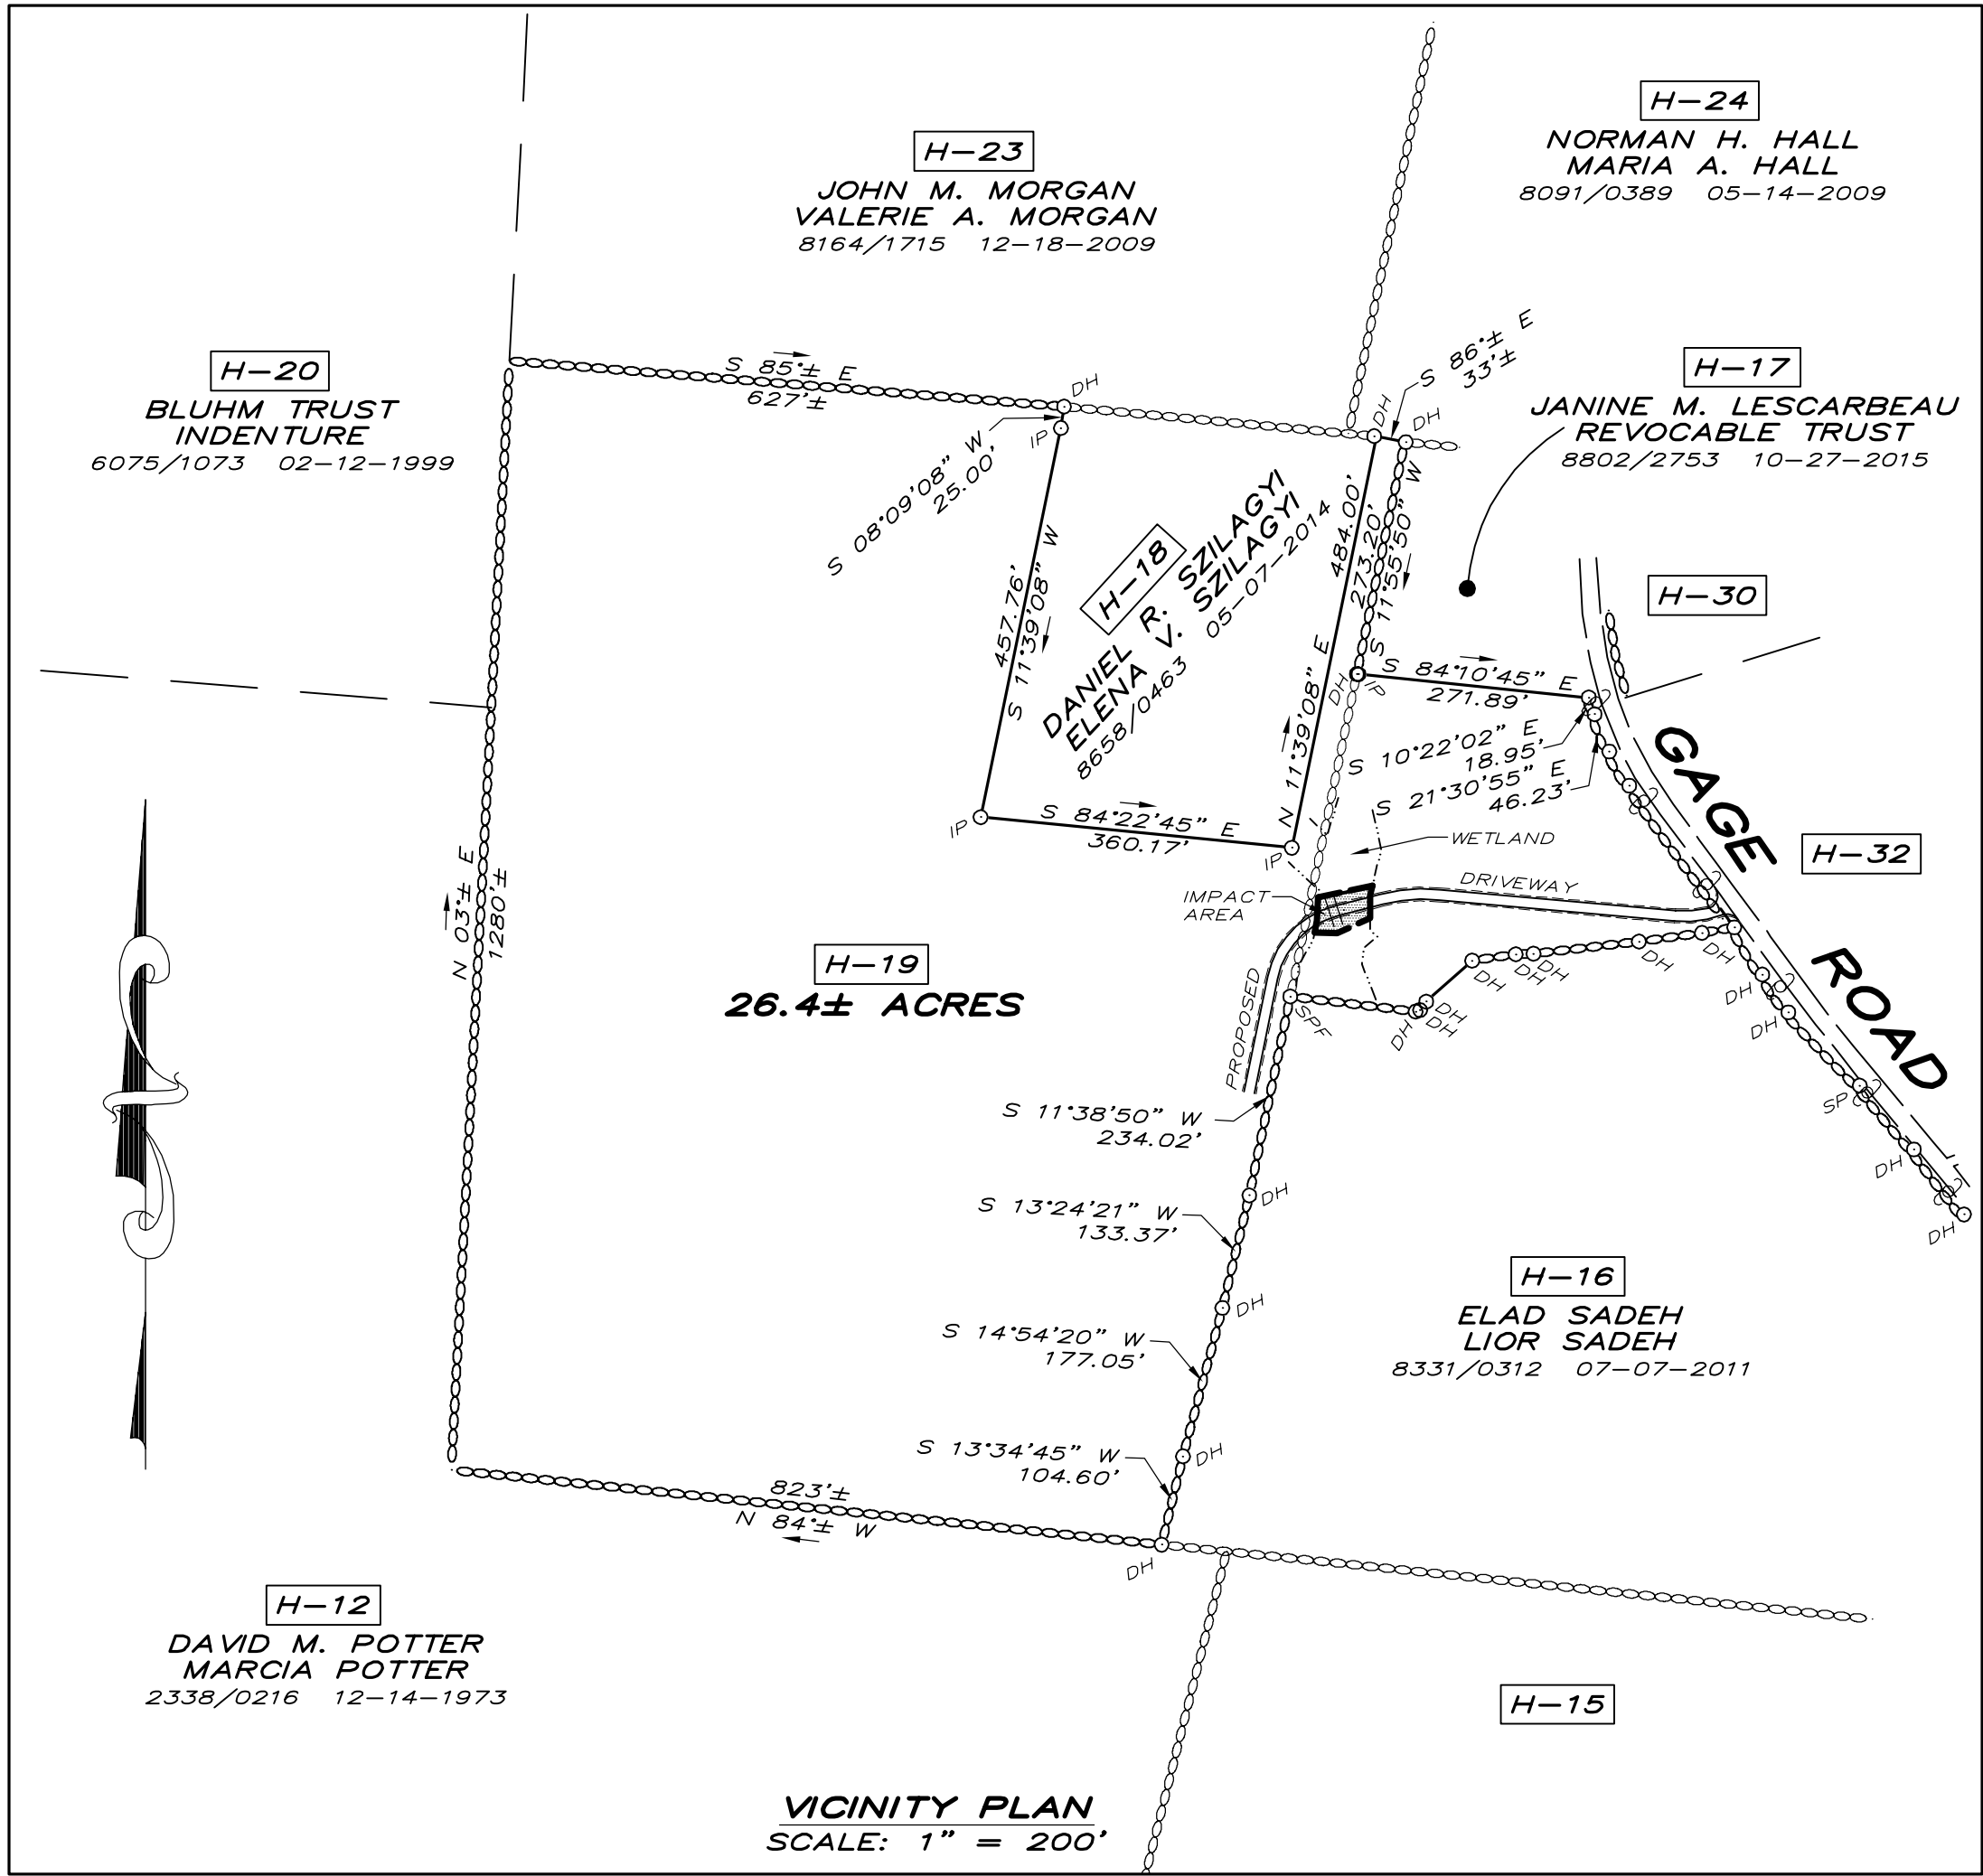 H-24
NORMAN H. HALL
MARIA A. HALL
8091/0389 05-14-2009
H-23
JOHN M. MORGAN
VALERIE A. MORGAN
8164/1715 12-18-2009
H-20
BLUHM TRUST
INDENTURE
6075/1073 02-12-1999
S 85°± E
627'±
DH
S 08°09'08" W
25.00'
IP
DH
DH
S 86°± E
33'±
H-17
JANINE M. LESCARBEAU
REVOCABLE TRUST
8802/2753 10-27-2015
457.76'
S 11°39'08" W
H-18
DANIEL R. SZILAGYI
ELENA V. SZILAGYI
8658/0463 05-07-2014
484.00'
N 11°39'08" E
273.20'
S 11°55'50" W
H-30
DH
IP
S 84°10'45" E
271.89'
S 10°22'02" E
18.95'
S 21°30'55" E
46.23'
GAGE ROAD
IP
S 84°22'45" E
360.17'
IP
WETLAND
H-32
IMPACT
AREA
PROPOSED
DRIVEWAY
N 03°± E
1280'±
H-19
26.4± ACRES
SPF
DH
DH
DH
DH
DH
DH
DH
DH
DH
DH
SP
DH
DH
S 11°38'50" W
234.02'
DH
S 13°24'21" W
133.37'
DH
S 14°54'20" W
177.05'
DH
S 13°34'45" W
104.60'
DH
H-16
ELAD SADEH
LIOR SADEH
8331/0312 07-07-2011
823'±
N 84°± W
H-12
DAVID M. POTTER
MARCIA POTTER
2338/0216 12-14-1973
H-15
VICINITY PLAN
SCALE: 1" = 200'